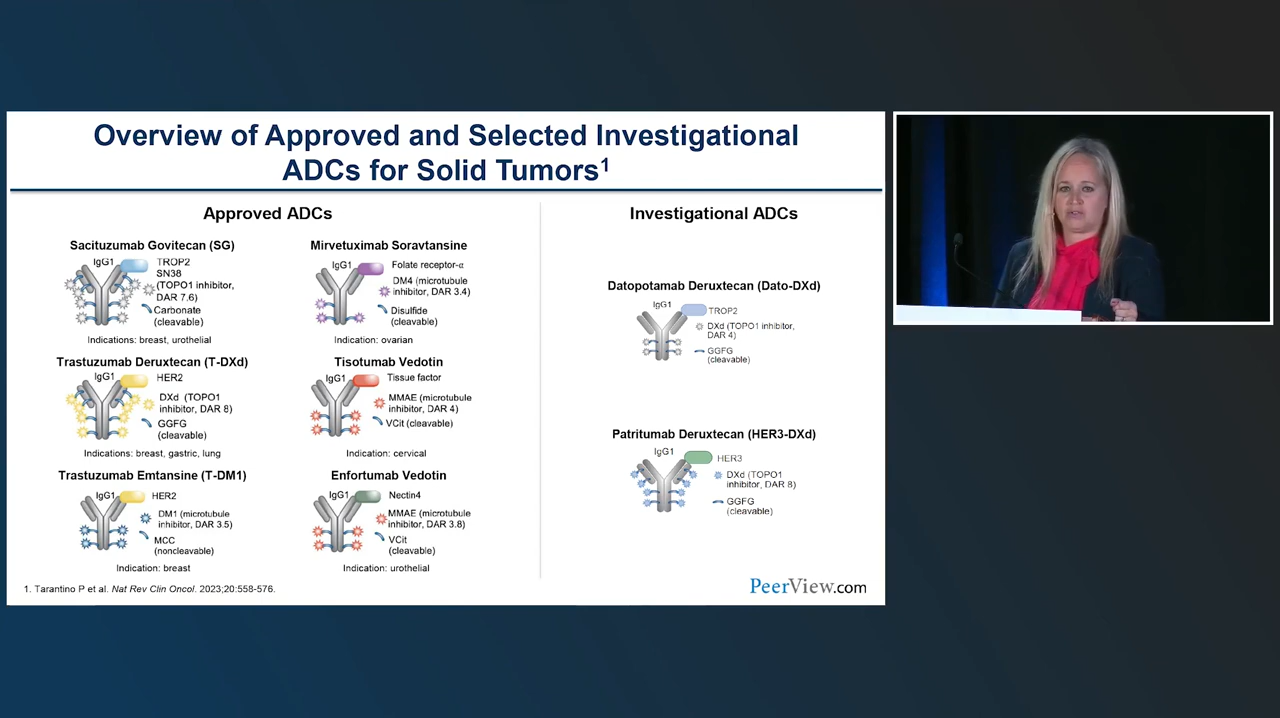 Overview of Approved and Selected Investigational
ADCs for Solid Tumors1
Approved ADCs
Sacituzumab Govitecan (SG)
IgG1
TROP2
SN38
(TOPO1 inhibitor,
DAR 7.6)
Carbonate
(cleavable)
Indications: breast, urothelial
Trastuzumab Deruxtecan (T-DXd)
IgG1
HER2
DXd (TOPO1
inhibitor, DAR 8)
GGFG
(cleavable)
Indications: breast, gastric, lung
Trastuzumab Emtansine (T-DM1)
IgG1
HER2
DM1 (microtubule
inhibitor, DAR 3.5)
MCC
(noncleavable)
Indication: breast
Mirvetuximab Soravtansine
IgG1
Folate receptor-α
DM4 (microtubule
inhibitor, DAR 3.4)
Disulfide
(cleavable)
Indication: ovarian
Tisotumab Vedotin
IgG1
Tissue factor
MMAE (microtubule
inhibitor, DAR 4)
VCit (cleavable)
Indication: cervical
Enfortumab Vedotin
IgG1
Nectin4
MMAE (microtubule
inhibitor, DAR 3.8)
VCit
(cleavable)
Indication: urothelial
Investigational ADCs
Datopotamab Deruxtecan (Dato-DXd)
IgG1
TROP2
DXd (TOPO1 inhibitor,
DAR 4)
GGFG
(cleavable)
Patritumab Deruxtecan (HER3-DXd)
IgG1
HER3
DXd (TOPO1
inhibitor, DAR 8)
GGFG
(cleavable)
1. Tarantino P et al. Nat Rev Clin Oncol. 2023;20:558-576.
PeerView.com